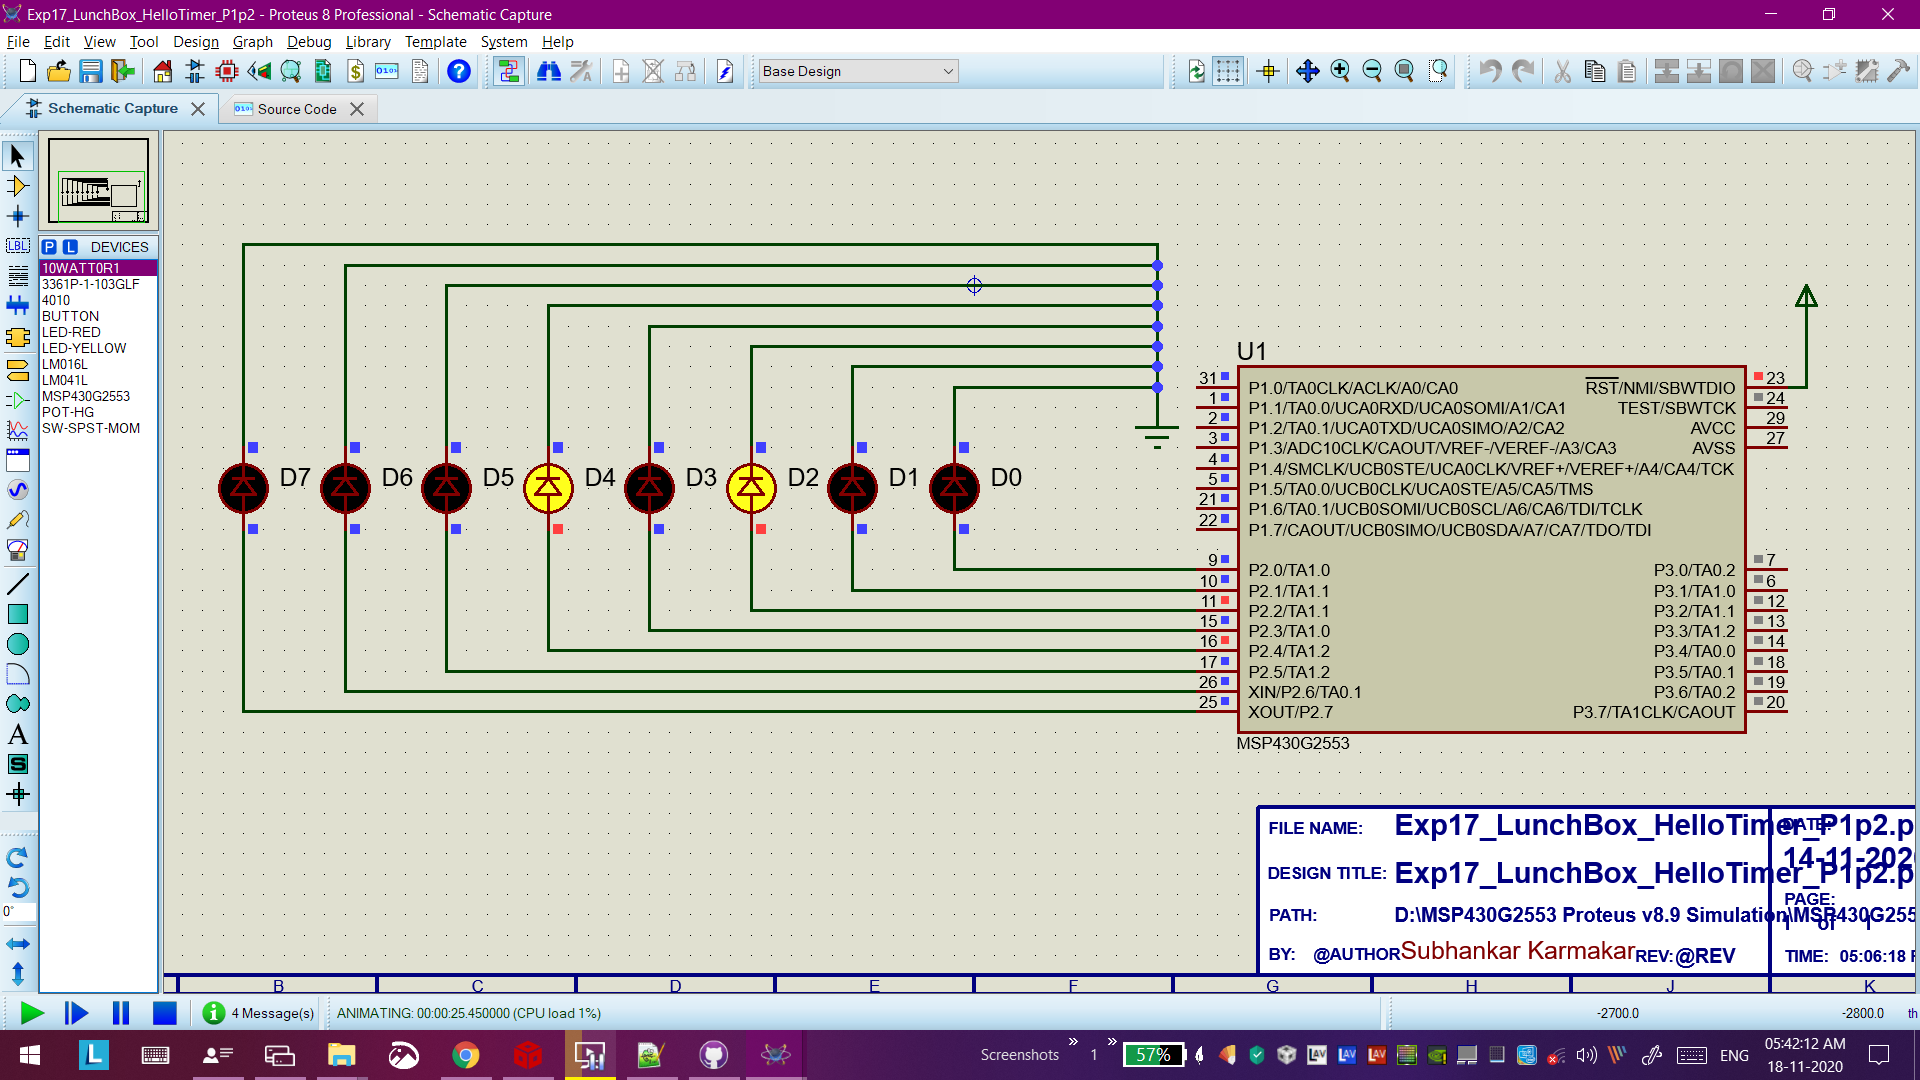 Exp17_LunchBox_HelloTimer_P1p2 - Proteus 8 Professional - Schematic Capture
File Edit View Tool Design Graph Debug Library Template System Help
Base Design
Schematic Capture
Source Code
P L DEVICES
10WATT0R1
3361P-1-103GLF
4010
BUTTON
LED-RED
LED-YELLOW
LM016L
LM041L
MSP430G2553
POT-HG
SW-SPST-MOM
LBL
A
S
0°
D7 D6 D5 D4 D3 D2 D1 D0
U1
31 P1.0/TA0CLK/ACLK/A0/CA0
1 P1.1/TA0.0/UCA0RXD/UCA0SOMI/A1/CA1
2 P1.2/TA0.1/UCA0TXD/UCA0SIMO/A2/CA2
3 P1.3/ADC10CLK/CAOUT/VREF-/VEREF-/A3/CA3
4 P1.4/SMCLK/UCB0STE/UCA0CLK/VREF+/VEREF+/A4/CA4/TCK
5 P1.5/TA0.0/UCB0CLK/UCA0STE/A5/CA5/TMS
21 P1.6/TA0.1/UCB0SOMI/UCB0SCL/A6/CA6/TDI/TCLK
22 P1.7/CAOUT/UCB0SIMO/UCB0SDA/A7/CA7/TDO/TDI
RST/NMI/SBWTDIO 23
TEST/SBWTCK 24
AVCC 29
AVSS 27
9 P2.0/TA1.0
10 P2.1/TA1.1
11 P2.2/TA1.1
15 P2.3/TA1.0
16 P2.4/TA1.2
17 P2.5/TA1.2
26 XIN/P2.6/TA0.1
25 XOUT/P2.7
P3.0/TA0.2 7
P3.1/TA1.0 6
P3.2/TA1.1 12
P3.3/TA1.2 13
P3.4/TA0.0 14
P3.5/TA0.1 18
P3.6/TA0.2 19
P3.7/TA1CLK/CAOUT 20
MSP430G2553
FILE NAME: Exp17_LunchBox_HelloTimer_P1p2.p
DATE:
14-11-202
DESIGN TITLE: Exp17_LunchBox_HelloTimer_P1p2.p
PAGE:
PATH: D:\MSP430G2553 Proteus v8.9 Simulation\MSP430G255
1 of 1
BY: @AUTHOR Subhankar Karmakar REV: @REV
TIME: 05:06:18
B C D E F G H J K
4 Message(s)
ANIMATING: 00:00:25.450000 (CPU load 1%)
-2700.0
-2800.0
th
L
Screenshots
1
57%
LAV LAV LAV
ENG
05:42:12 AM
18-11-2020